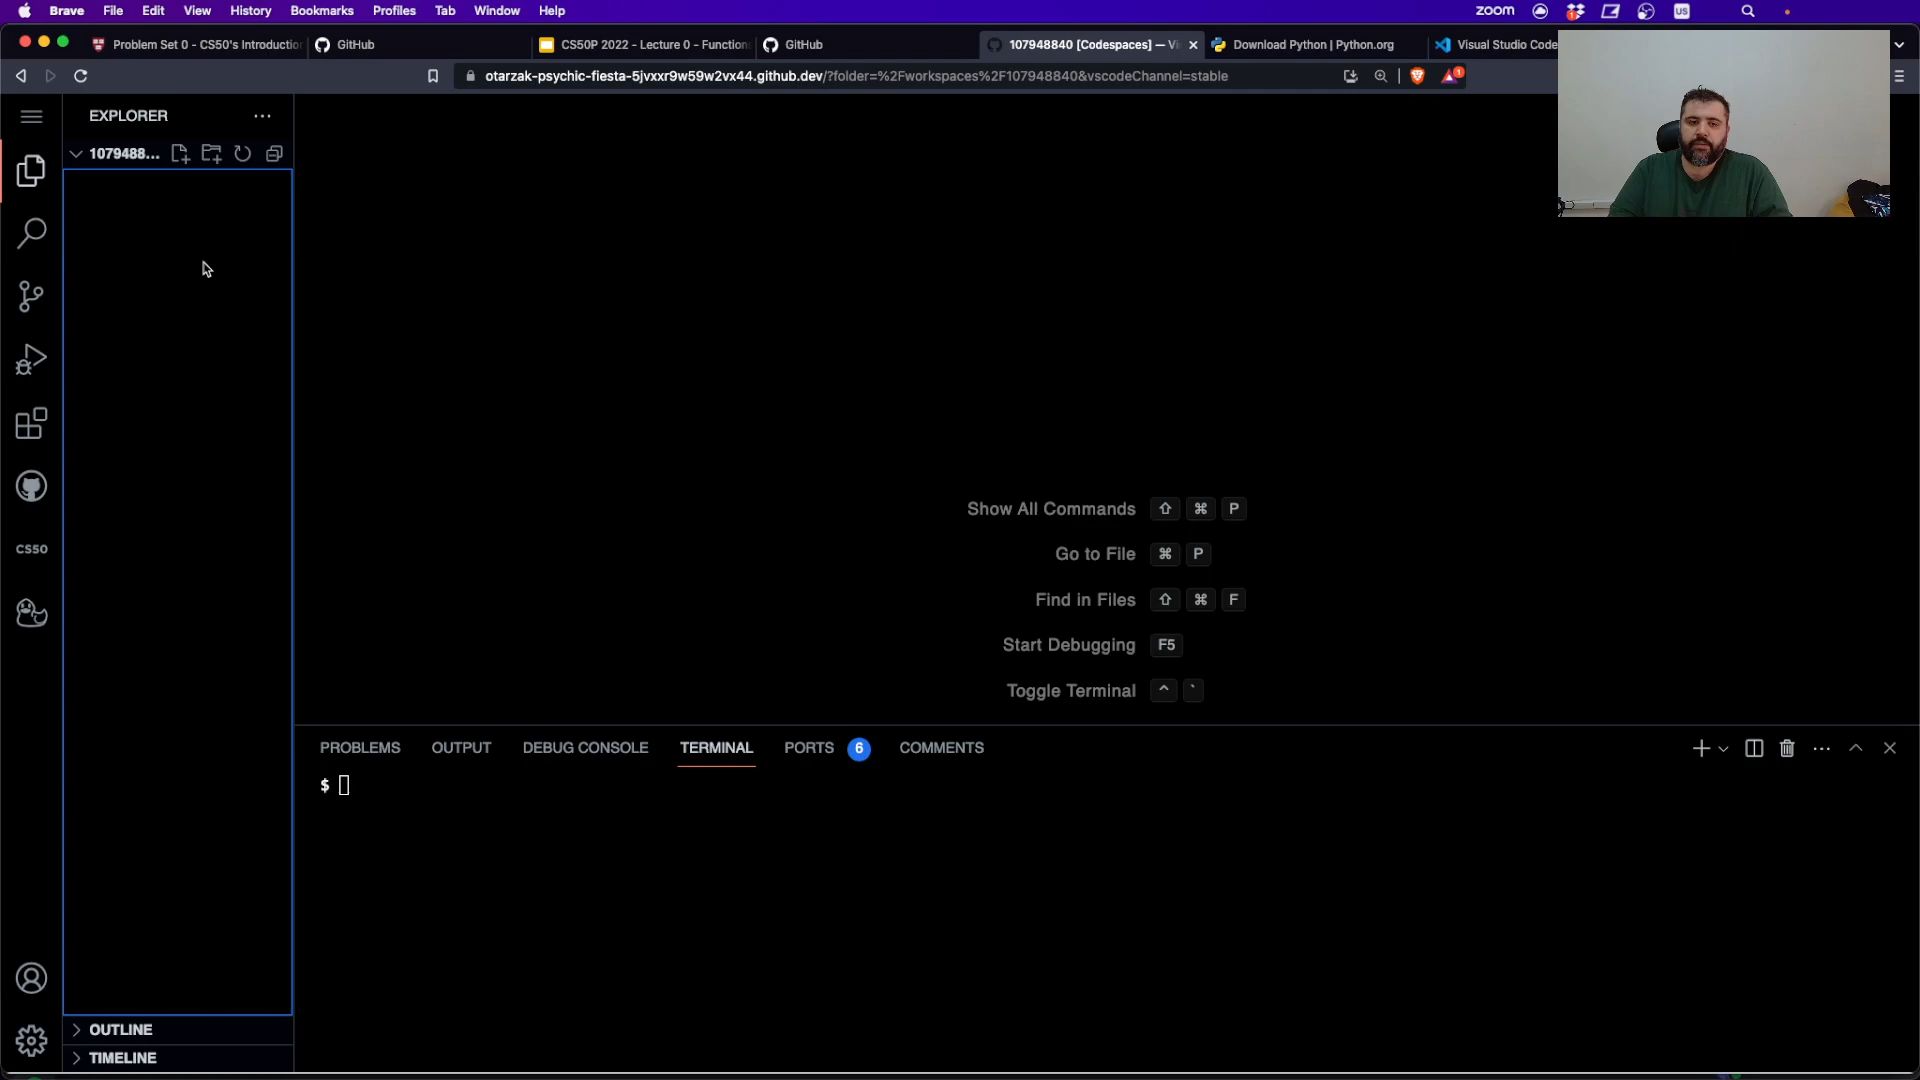 Brave File Edit View History Bookmarks Profiles Tab Window Help zoom US
Problem Set 0 - CS50's Introductio
GitHub
CS50P 2022 - Lecture 0 - Function
GitHub
107948840 [Codespaces] — Vi
Download Python | Python.org
Visual Studio Code
otarzak-psychic-fiesta-5jvxxr9w59w2vx44.github.dev/?folder=%2Fworkspaces%2F107948840&vscodeChannel=stable
1
EXPLORER
1079488...
CS50
Show All Commands ⇧ ⌘ P
Go to File ⌘ P
Find in Files ⇧ ⌘ F
Start Debugging F5
Toggle Terminal ^ `
PROBLEMS OUTPUT DEBUG CONSOLE TERMINAL PORTS 6 COMMENTS
$
OUTLINE
TIMELINE